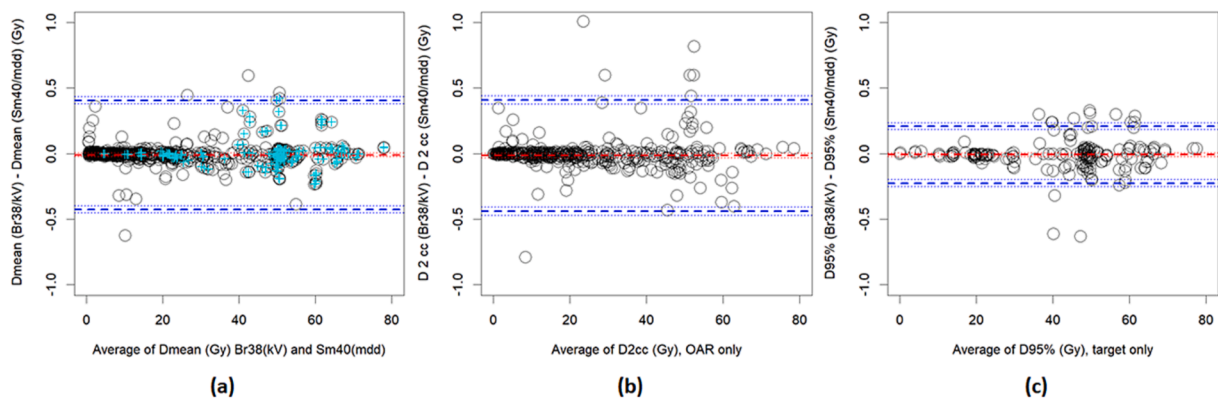 Dmean (Br38(kV) - Dmean (Sm40/mdd) (Gy)
1.0
0.5
0.0
-0.5
-1.0
0 20 40 60 80
Average of Dmean (Gy) Br38(kV) and Sm40(mdd)
(a)
D 2 cc (Br38/kV) - D 2 cc (Sm40/mdd) (Gy)
1.0
0.5
0.0
-0.5
-1.0
0 20 40 60 80
Average of D2cc (Gy), OAR only
(b)
D95% (Br38/kV) - D95% (Sm40/mdd) (Gy)
1.0
0.5
0.0
-0.5
-1.0
0 20 40 60 80
Average of D95% (Gy), target only
(c)